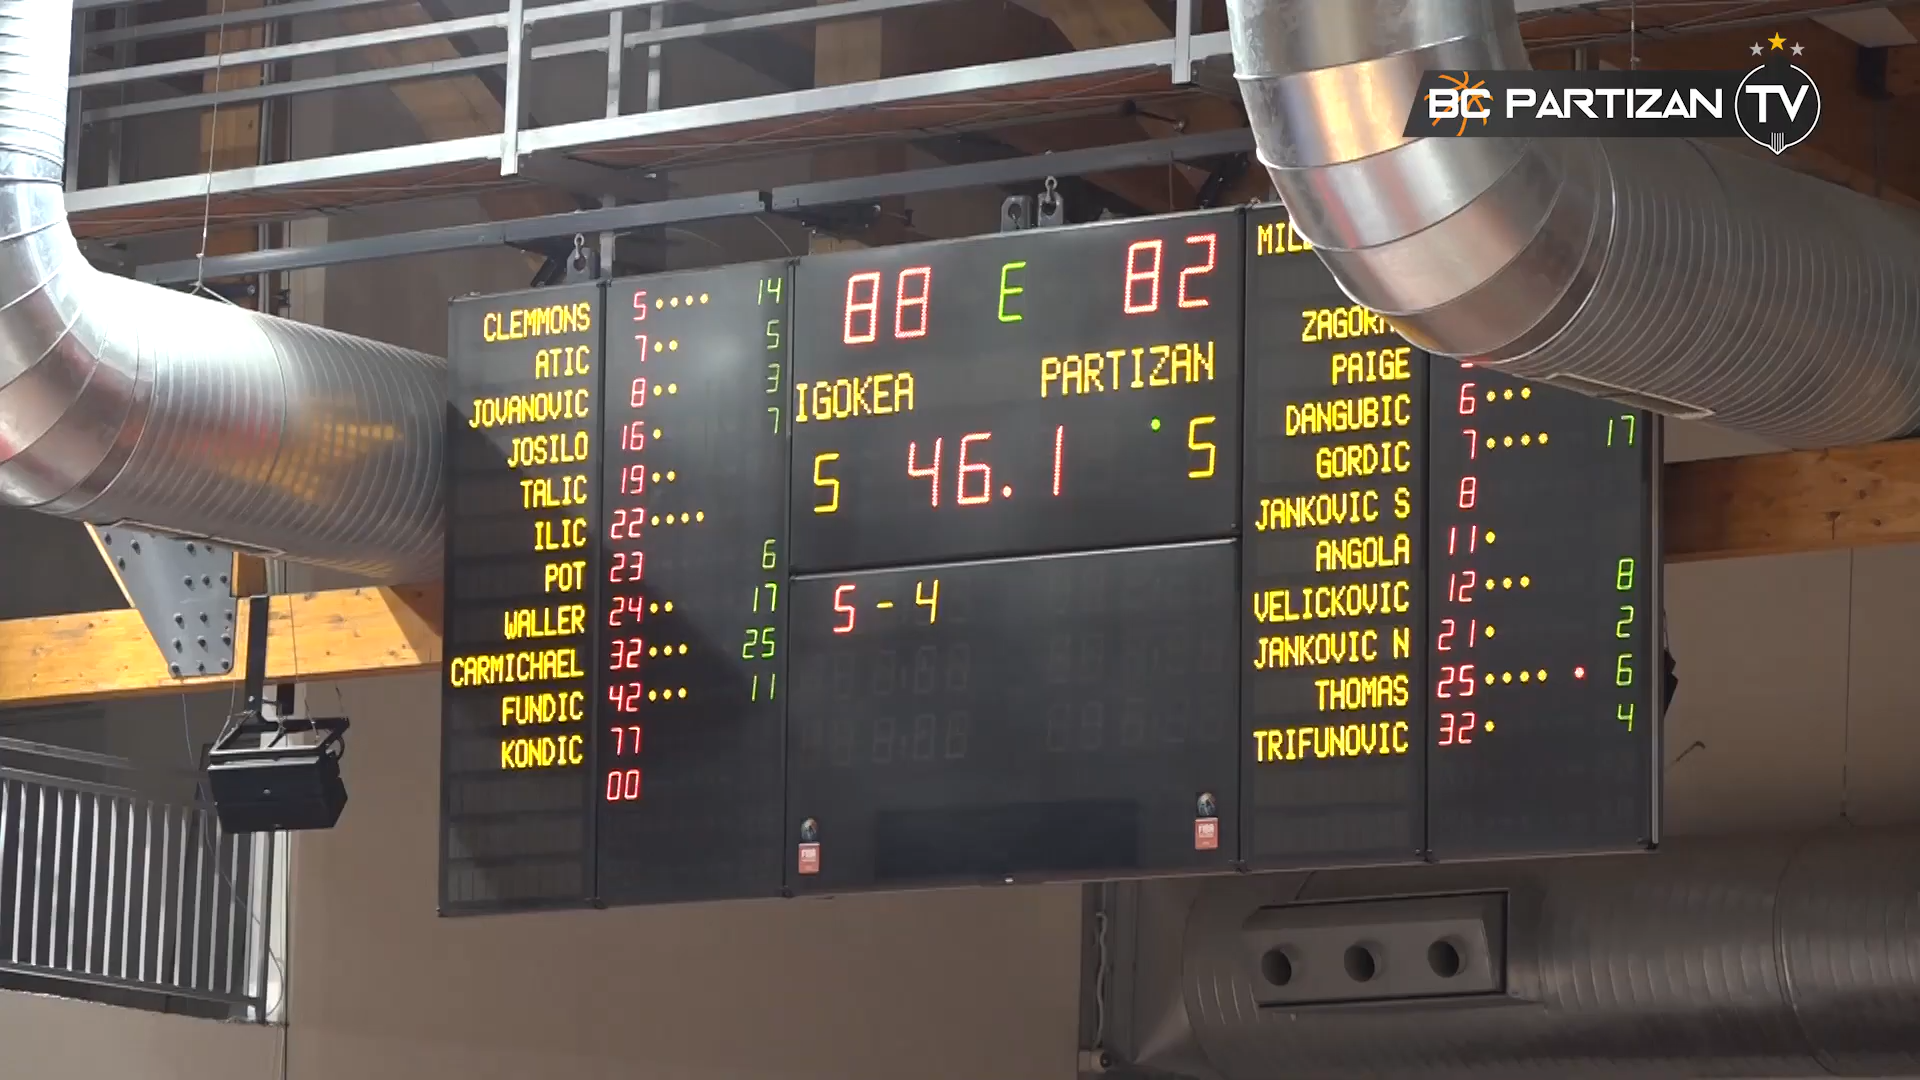 BC PARTIZAN TV
88 E 82
IGOKEA PARTIZAN
5 46.1 5
5 - 4
CLEMMONS 5 14
ATIC 7 5
JOVANOVIC 8 3
JOSILO 16 7
TALIC 19
ILIC 22
POT 23 6
WALLER 24 17
CARMICHAEL 32 25
FUNDIC 42 11
KONDIC 77
00
PAIGE
DANGUBIC 6
GORDIC 7 17
JANKOVIC S 8
ANGOLA 11
VELICKOVIC 12 8
JANKOVIC N 21 2
THOMAS 25 6
TRIFUNOVIC 32 4
FIBA
FIBA